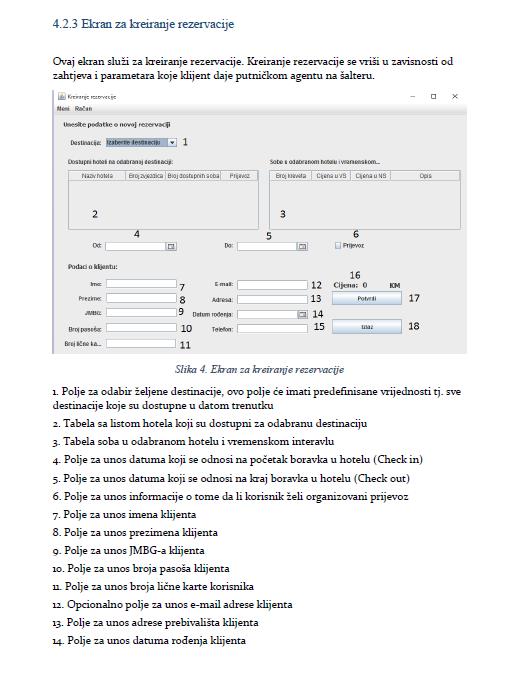 4.2.3 Ekran za kreiranje rezervacije
Ovaj ekran služi za kreiranje rezervacije. Kreiranje rezervacije se vriši u zavisnosti od
zahtjeva i parametara koje klijent daje putničkom agentu na šalteru.
Kreiranje rezervacije
Meni Račun
Unesite podatke o novoj rezervaciji
Destinacija: Izaberite destinaciju 1
Dostupni hoteli na odabranoj destinaciji: Sobe u odabranom hotelu i vremenskom...
Naziv hotela Broj zvjezdica Broj dostupnih soba Prijevoz Broj kreveta Cijena u VS Cijena u NS Opis
2 3
4 5 6
Od: Do: Prijevoz
Podaci o klijentu: 16
Ime: 7 E-mail: 12 Cijena: 0 KM
Prezime: 8 Adresa: 13 Potvrdi 17
JMBG: 9 Datum rođenja: 14
Broj pasoša: 10 Telefon: 15 Izlaz 18
Broj lične ka... 11
Slika 4. Ekran za kreiranje rezervacije
1. Polje za odabir željene destinacije, ovo polje će imati predefinisane vrijednosti tj. sve
destinacije koje su dostupne u datom trenutku
2. Tabela sa listom hotela koji su dostupni za odabranu destinaciju
3. Tabela soba u odabranom hotelu i vremenskom interavlu
4. Polje za unos datuma koji se odnosi na početak boravka u hotelu (Check in)
5. Polje za unos datuma koji se odnosi na kraj boravka u hotelu (Check out)
6. Polje za unos informacije o tome da li korisnik želi organizovani prijevoz
7. Polje za unos imena klijenta
8. Polje za unos prezimena klijenta
9. Polje za unos JMBG-a klijenta
10. Polje za unos broja pasoša klijenta
11. Polje za unos broja lične karte korisnika
12. Opcionalno polje za unos e-mail adrese klijenta
13. Polje za unos adrese prebivališta klijenta
14. Polje za unos datuma rođenja klijenta